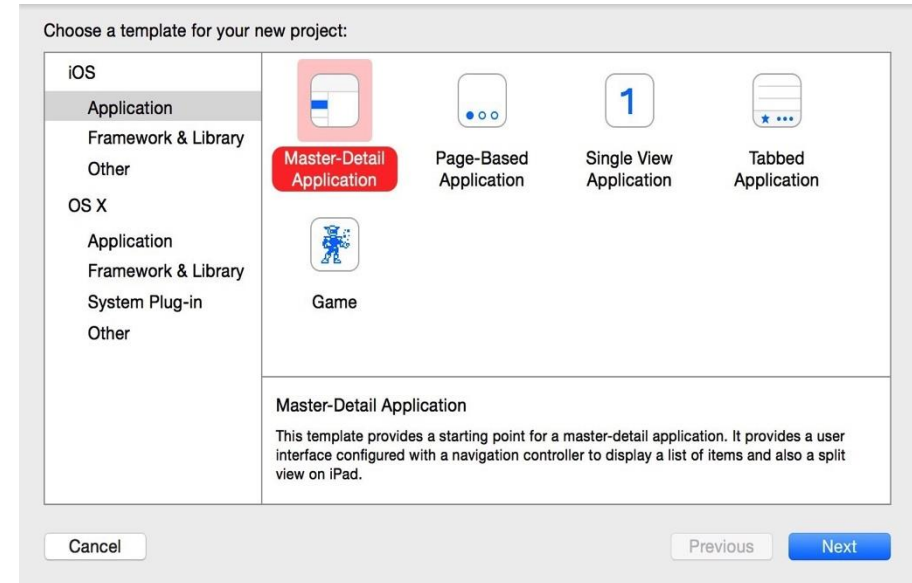 Choose a template for your new project:
iOS
Application
Framework & Library
Other
OS X
Application
Framework & Library
System Plug-in
Other
Master-Detail
Application
Page-Based
Application
1
Single View
Application
Tabbed
Application
Game
Master-Detail Application
This template provides a starting point for a master-detail application. It provides a user
interface configured with a navigation controller to display a list of items and also a split
view on iPad.
Cancel
Previous
Next